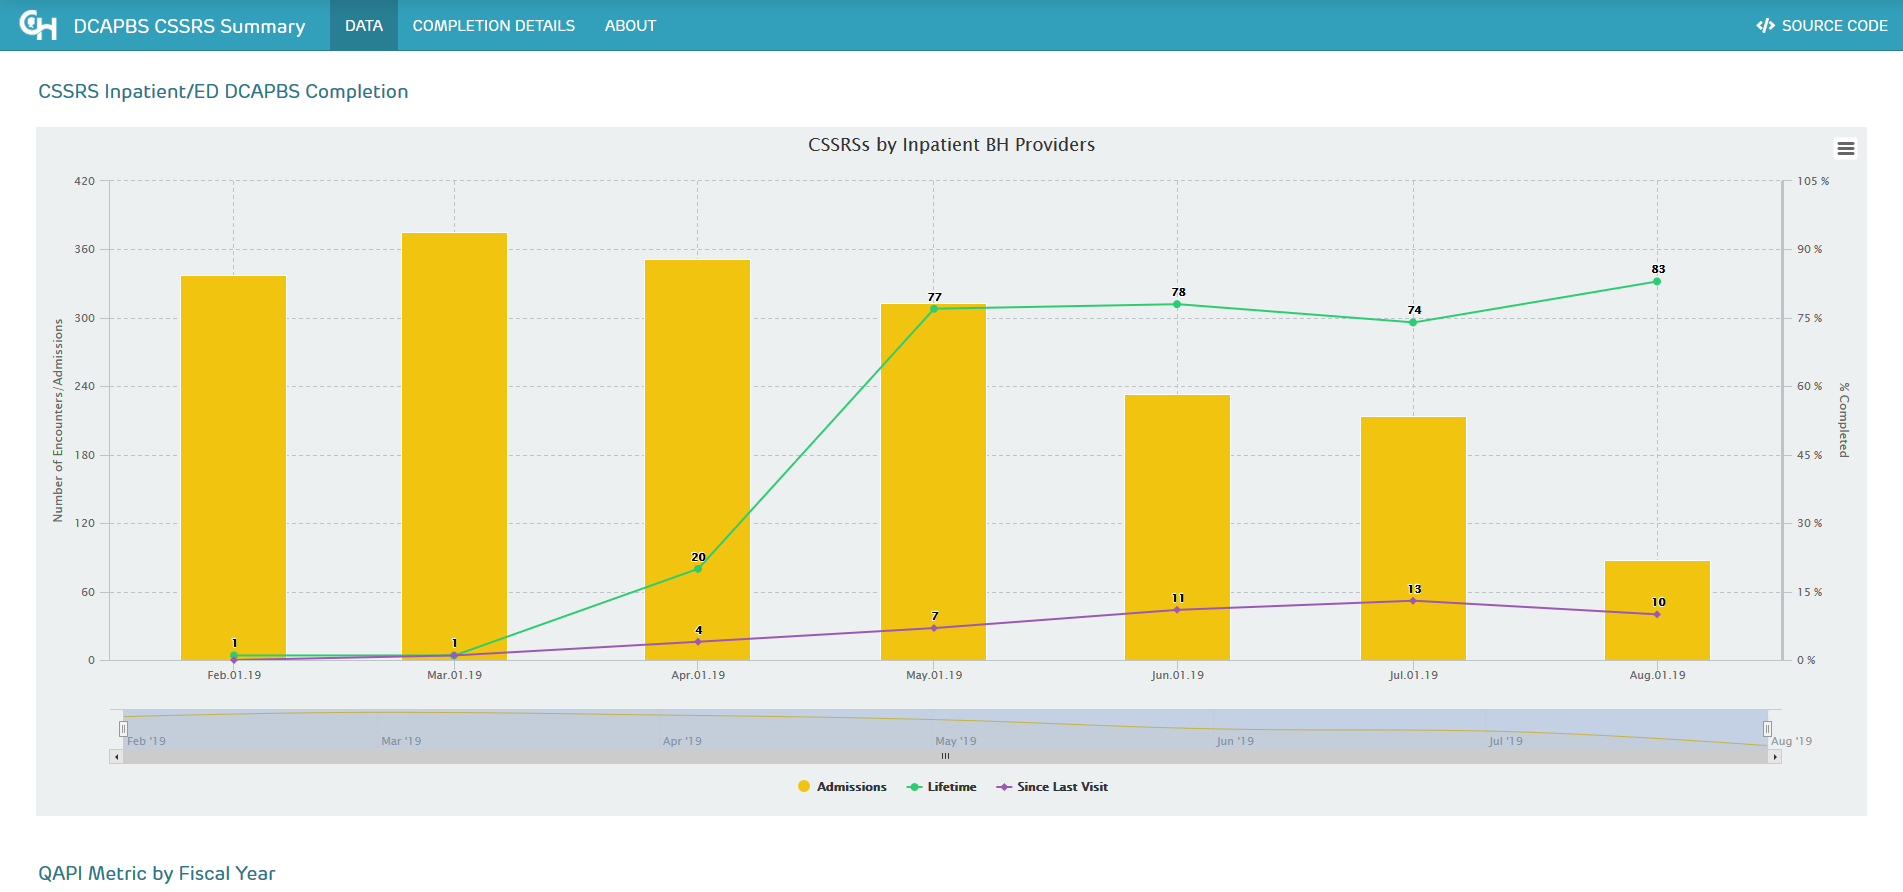 DCAPBS CSSRS Summary DATA COMPLETION DETAILS ABOUT </> SOURCE CODE
CSSRS Inpatient/ED DCAPBS Completion
CSSRSs by Inpatient BH Providers
420 105 %
360 90 %
83
77 78 74
300 75 %
240 60 %
Number of Encounters/Admissions
% Completed
180 45 %
120 30 %
20
60 15 %
13
11 10
7
4
1 1
0 0 %
Feb.01.19 Mar.01.19 Apr.01.19 May.01.19 Jun.01.19 Jul.01.19 Aug.01.19
Feb '19 Mar '19 Apr '19 May '19 Jun '19 Jul '19 Aug '19
Admissions Lifetime Since Last Visit
QAPI Metric by Fiscal Year